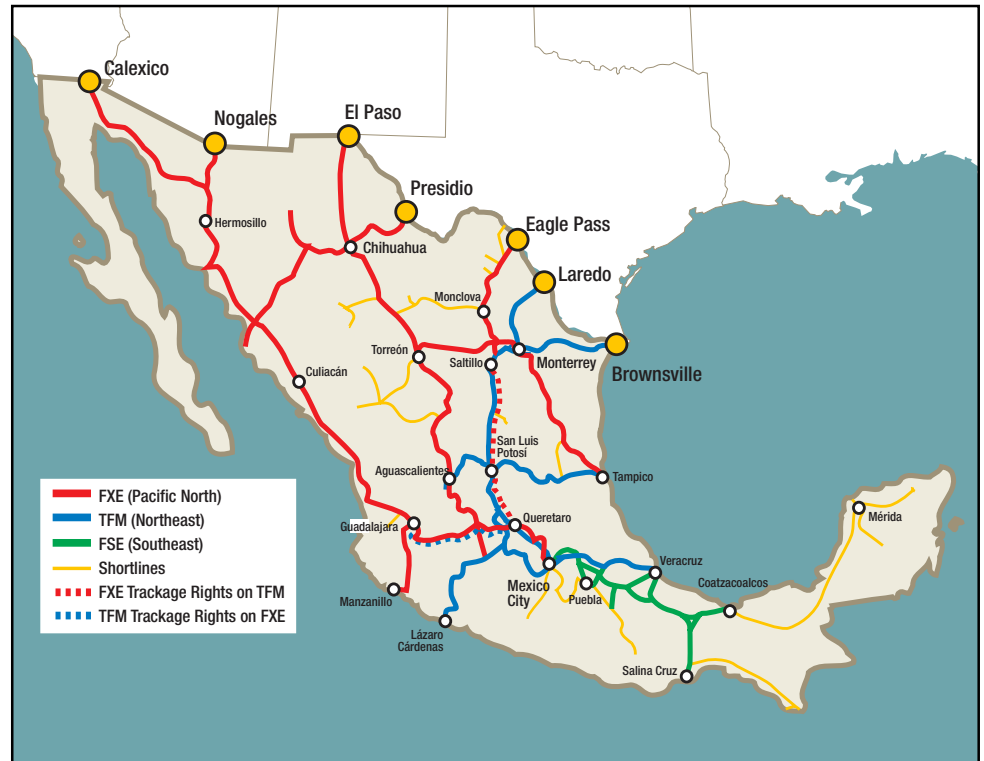 Calexico
Nogales
El Paso
Presidio
Eagle Pass
Hermosillo
Chihuahua
Laredo
Monclova
Torreón
Saltillo
Monterrey
Brownsville
Culiacán
San Luis
Potosí
Aguascalientes
Tampico
FXE (Pacific North)
TFM (Northeast)
FSE (Southeast)
Shortlines
FXE Trackage Rights on TFM
TFM Trackage Rights on FXE
Guadalajara
Queretaro
Mérida
Manzanillo
Mexico
City
Puebla
Veracruz
Coatzacoalcos
Lázaro
Cárdenas
Salina Cruz